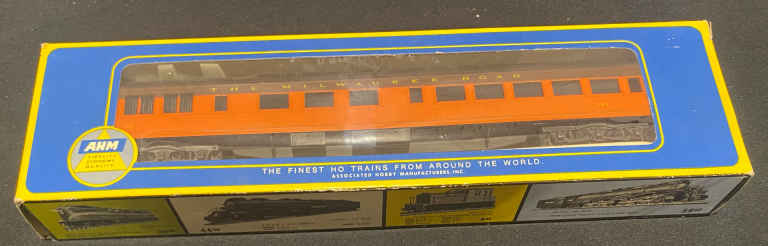 THE MILWAUKEE ROAD
AHM
THE FINEST HO TRAINS FROM AROUND THE WORLD.
ASSOCIATED HOBBY MANUFACTURERS, INC.